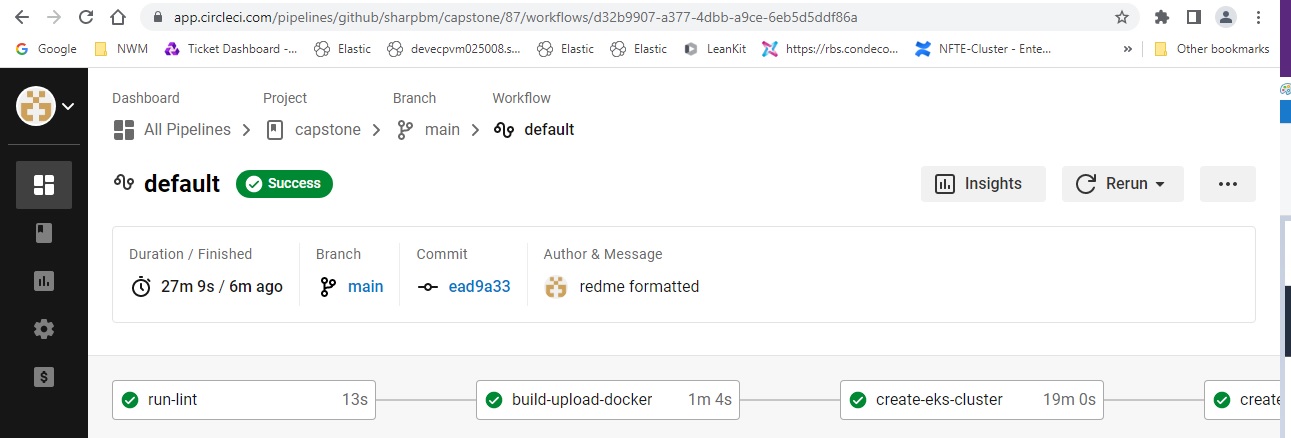 app.circleci.com/pipelines/github/sharpbm/capstone/87/workflows/d32b9907-a377-4dbb-a9ce-6eb5d5ddf86a
Google NWM Ticket Dashboard -... Elastic devecpvm025008.s... Elastic Elastic LeanKit https://rbs.condeco... NFTE-Cluster - Ente... » Other bookmarks
Dashboard Project Branch Workflow
All Pipelines capstone main default
default Success Insights Rerun
Duration / Finished Branch Commit Author & Message
27m 9s / 6m ago main ead9a33 redme formatted
run-lint 13s build-upload-docker 1m 4s create-eks-cluster 19m 0s create